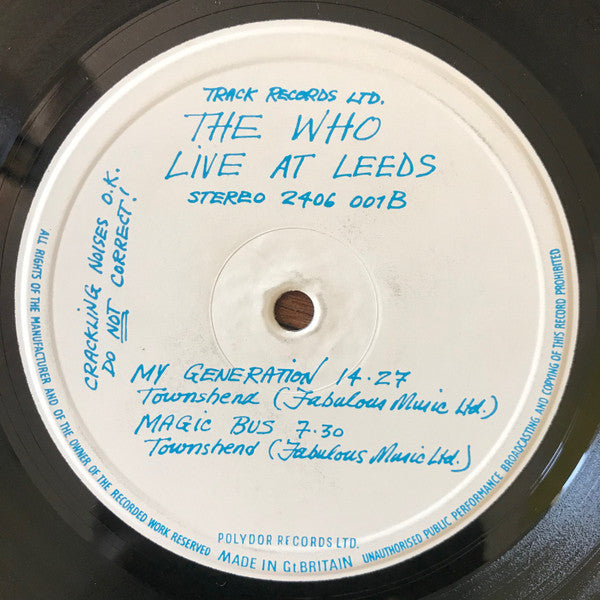 TRACK RECORDS LTD.
THE WHO
LIVE AT LEEDS
STEREO 2406 001B
CRACKLING NOISES O.K.
DO NOT CORRECT!
MY GENERATION 14.27
Townshend (Fabulous Music Ltd.)
MAGIC BUS 7.30
Townshend (Fabulous Music Ltd.)
POLYDOR RECORDS LTD.
ALL RIGHTS OF THE MANUFACTURER AND OF THE OWNER OF THE RECORDED WORK RESERVED
MADE IN Gt.BRITAIN
UNAUTHORISED PUBLIC PERFORMANCE BROADCASTING AND COPYING OF THIS RECORD PROHIBITED